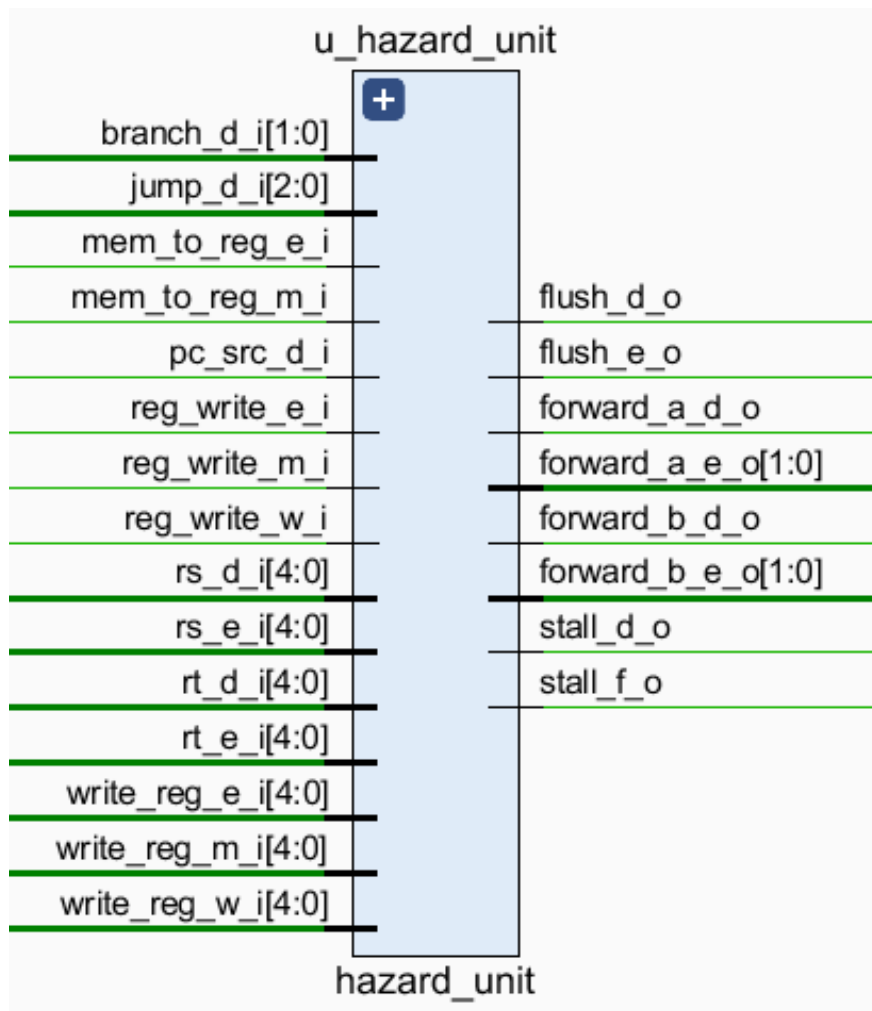 u_hazard_unit
branch_d_i[1:0]
jump_d_i[2:0]
mem_to_reg_e_i
mem_to_reg_m_i
pc_src_d_i
reg_write_e_i
reg_write_m_i
reg_write_w_i
rs_d_i[4:0]
rs_e_i[4:0]
rt_d_i[4:0]
rt_e_i[4:0]
write_reg_e_i[4:0]
write_reg_m_i[4:0]
write_reg_w_i[4:0]
flush_d_o
flush_e_o
forward_a_d_o
forward_a_e_o[1:0]
forward_b_d_o
forward_b_e_o[1:0]
stall_d_o
stall_f_o
hazard_unit